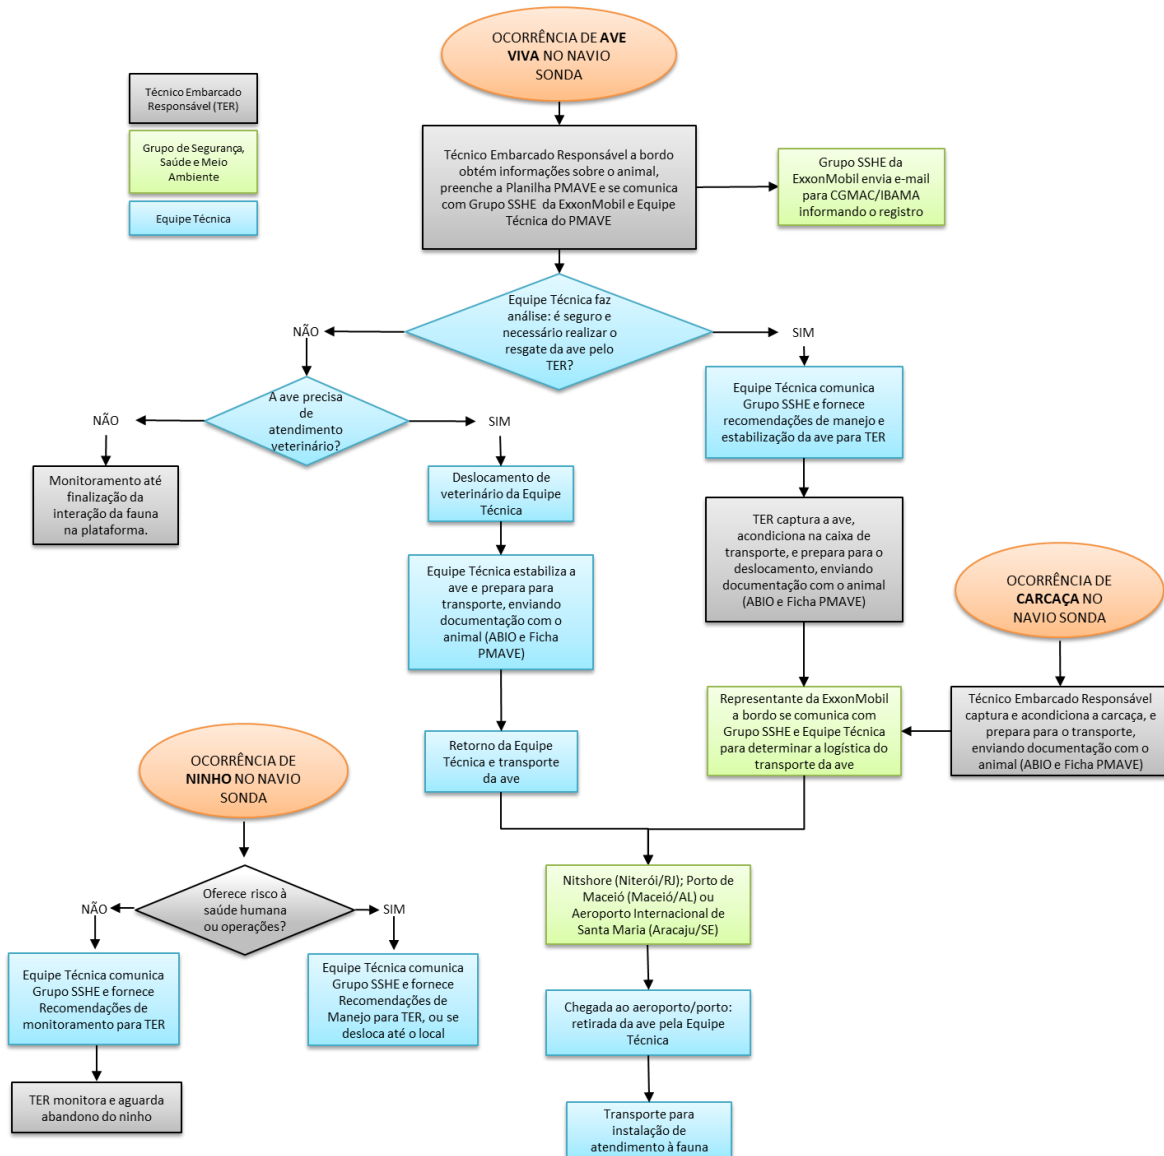 OCORRÊNCIA DE AVE
VIVA NO NAVIO
SONDA
Técnico Embarcado
Responsável (TER)
Grupo de Segurança,
Saúde e Meio
Ambiente
Equipe Técnica
Técnico Embarcado Responsável a bordo
obtém informações sobre o animal,
preenche a Planilha PMAVE e se comunica
com Grupo SSHE da ExxonMobil e Equipe
Técnica do PMAVE
Grupo SSHE da
ExxonMobil envia e-mail
para CGMAC/IBAMA
informando o registro
Equipe Técnica faz
análise: é seguro e
necessário realizar o
resgate da ave pelo
TER?
NÃO
SIM
A ave precisa
de
atendimento
veterinário?
NÃO
SIM
Equipe Técnica comunica
Grupo SSHE e fornece
recomendações de manejo e
estabilização da ave para TER
Monitoramento até
finalização da
interação da fauna
na plataforma.
Deslocamento de
veterinário da Equipe
Técnica
TER captura a ave,
acondiciona na caixa de
transporte, e prepara para o
deslocamento, enviando
documentação com o animal
(ABIO e Ficha PMAVE)
Equipe Técnica estabiliza a
ave e prepara para
transporte, enviando
documentação com o
animal (ABIO e Ficha
PMAVE)
OCORRÊNCIA DE
CARCAÇA NO
NAVIO SONDA
Representante da ExxonMobil
a bordo se comunica com
Grupo SSHE e Equipe Técnica
para determinar a logística do
transporte da ave
Técnico Embarcado Responsável
captura e acondiciona a carcaça, e
prepara para o transporte,
enviando documentação com o
animal (ABIO e Ficha PMAVE)
Retorno da Equipe
Técnica e transporte
da ave
OCORRÊNCIA DE
NINHO NO NAVIO
SONDA
Oferece risco à
saúde humana
ou operações?
NÃO
SIM
Nitshore (Niterói/RJ); Porto de
Maceió (Maceió/AL) ou
Aeroporto Internacional de
Santa Maria (Aracaju/SE)
Equipe Técnica comunica
Grupo SSHE e fornece
Recomendações de
monitoramento para TER
Equipe Técnica comunica
Grupo SSHE e fornece
Recomendações de
Manejo para TER, ou se
desloca até o local
Chegada ao aeroporto/porto:
retirada da ave pela Equipe
Técnica
TER monitora e aguarda
abandono do ninho
Transporte para
instalação de
atendimento à fauna